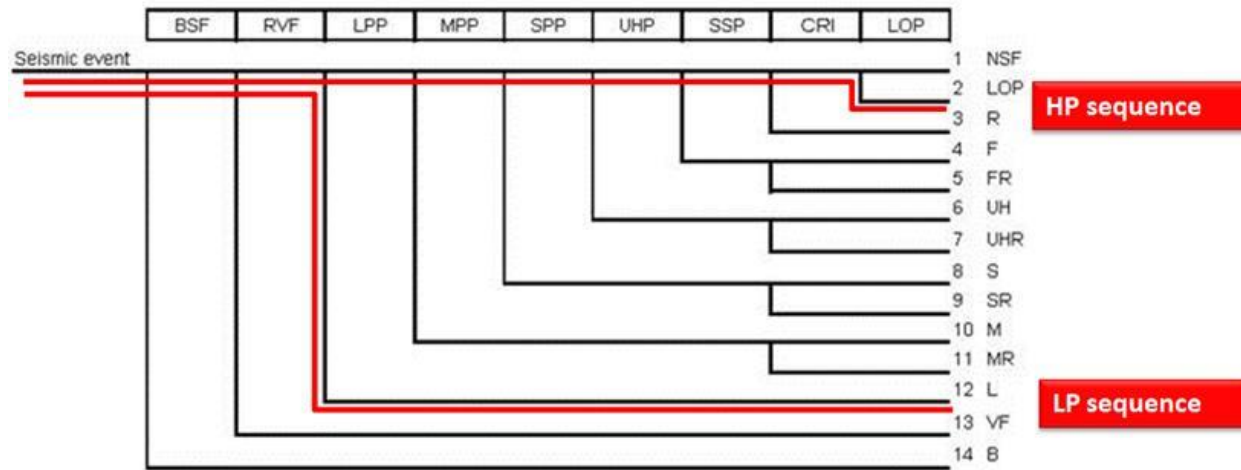 BSF RVF LPP MPP SPP UHP SSP CRI LOP
Seismic event
1 NSF
2 LOP
HP sequence
3 R
4 F
5 FR
6 UH
7 UHR
8 S
9 SR
10 M
11 MR
12 L
LP sequence
13 VF
14 B